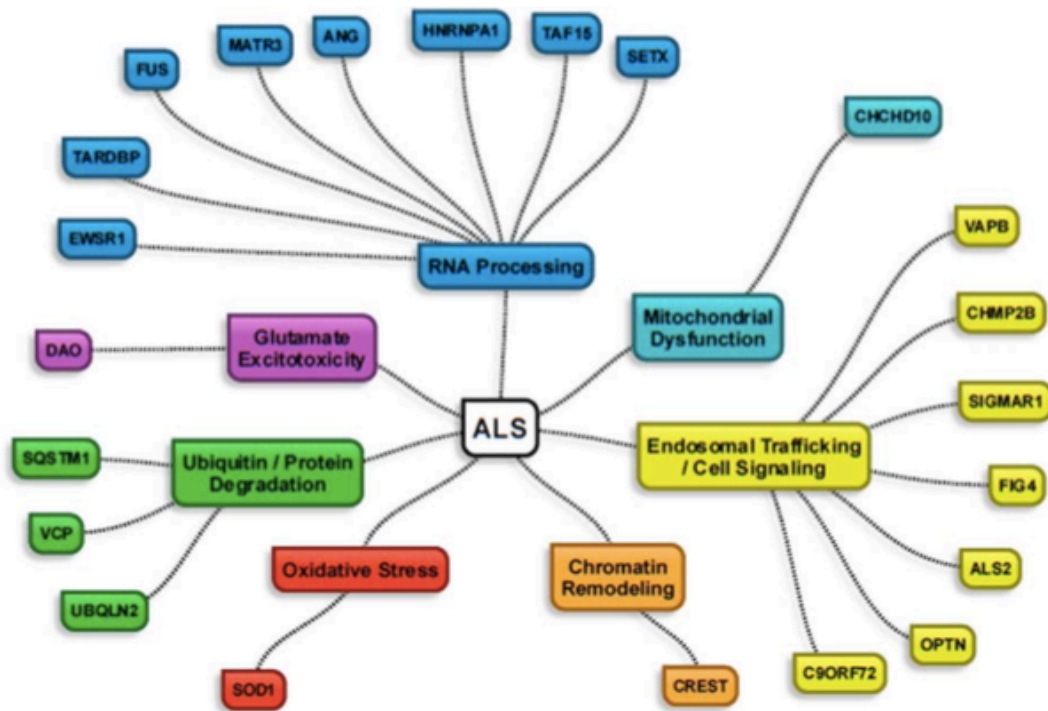 HNRNPA1
TAF15
ANG
MATR3
SETX
FUS
CHCHD10
TARDBP
VAPB
EWSR1
RNA Processing
CHMP2B
Mitochondrial
Dysfunction
Glutamate
Excitotoxicity
DAO
SIGMAR1
ALS
Endosomal Trafficking
/ Cell Signaling
SQSTM1
Ubiquitin / Protein
Degradation
FIG4
VCP
Oxidative Stress
Chromatin
Remodeling
ALS2
UBQLN2
OPTN
C9ORF72
SOD1
CREST